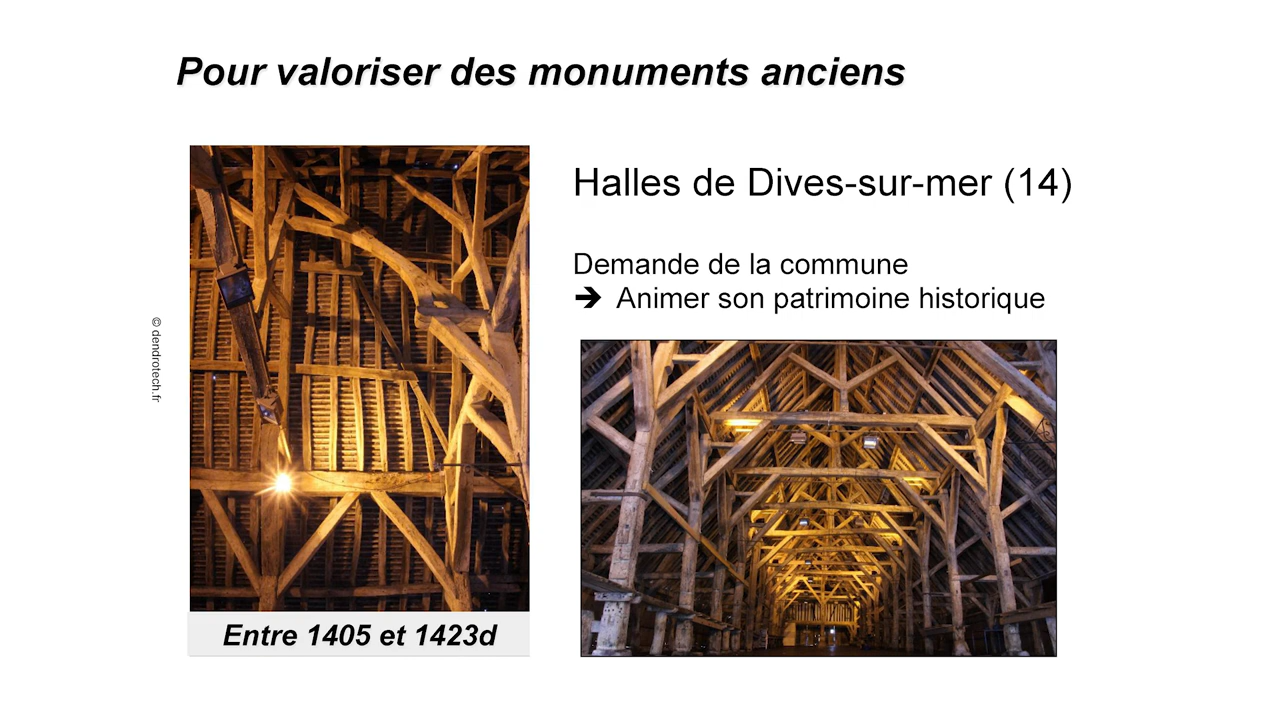 Pour valoriser des monuments anciens
Halles de Dives-sur-mer (14)
Demande de la commune
➔ Animer son patrimoine historique
© dendrotech.fr
Entre 1405 et 1423d